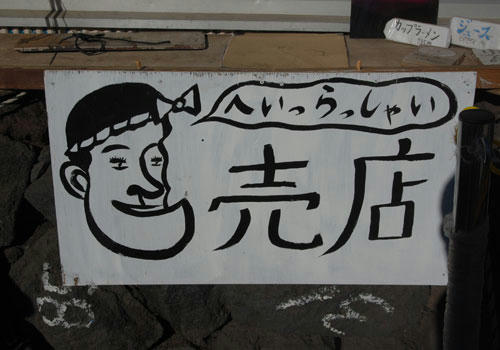 カップラーメン
ジュース
へいっらっしゃい
売店